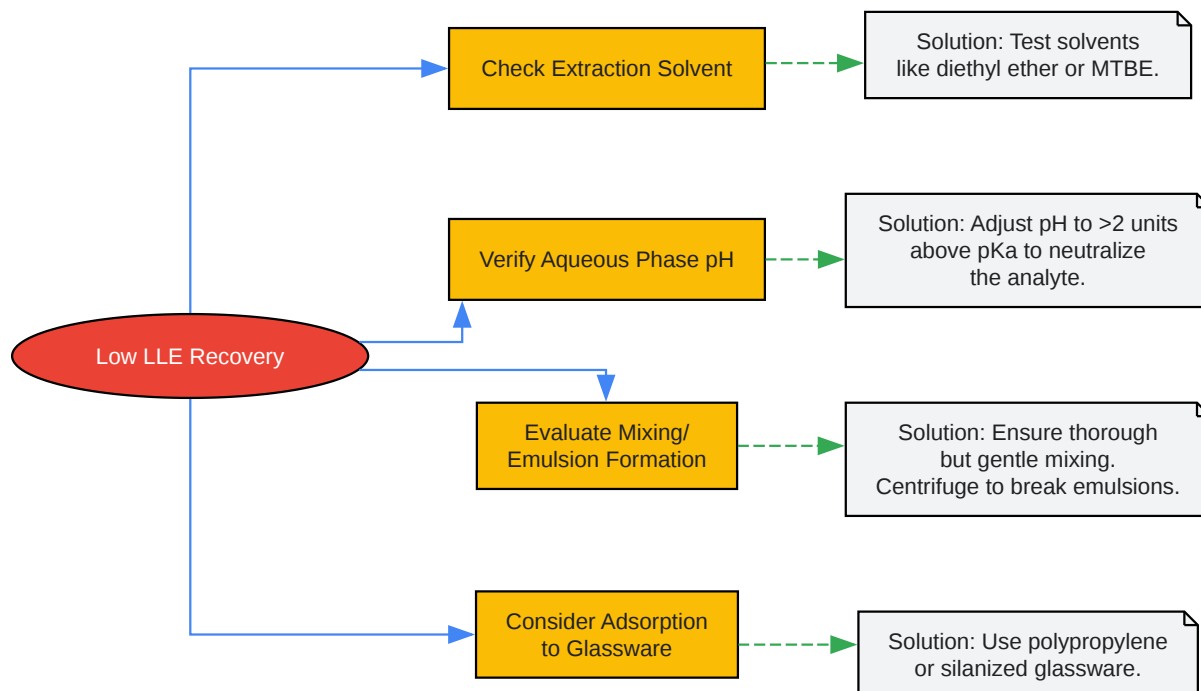 Check Extraction Solvent
Solution: Test solvents
like diethyl ether or MTBE.
Verify Aqueous Phase pH
Solution: Adjust pH to >2 units
above pKa to neutralize
the analyte.
Low LLE Recovery
Evaluate Mixing/
Emulsion Formation
Solution: Ensure thorough
but gentle mixing.
Centrifuge to break emulsions.
Consider Adsorption
to Glassware
Solution: Use polypropylene
or silanized glassware.